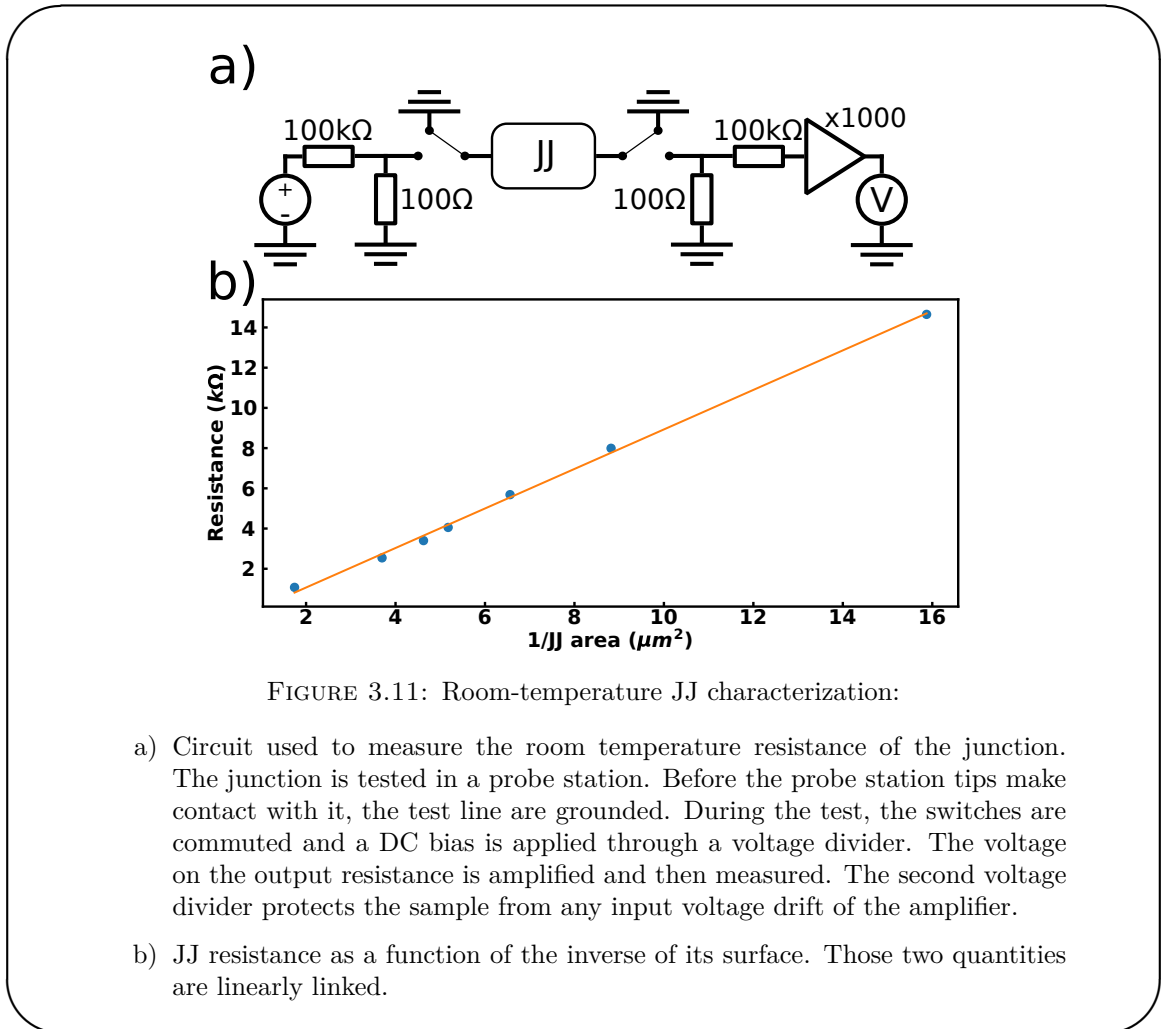 a)
100kΩ
JJ
100kΩ
x1000
+
-
100Ω
100Ω
V
b)
Resistance (kΩ)
14
12
10
8
6
4
2
2 4 6 8 10 12 14 16
1/JJ area (μm²)
FIGURE 3.11: Room-temperature JJ characterization:
a) Circuit used to measure the room temperature resistance of the junction.
The junction is tested in a probe station. Before the probe station tips make
contact with it, the test line are grounded. During the test, the switches are
commuted and a DC bias is applied through a voltage divider. The voltage
on the output resistance is amplified and then measured. The second voltage
divider protects the sample from any input voltage drift of the amplifier.
b) JJ resistance as a function of the inverse of its surface. Those two quantities
are linearly linked.